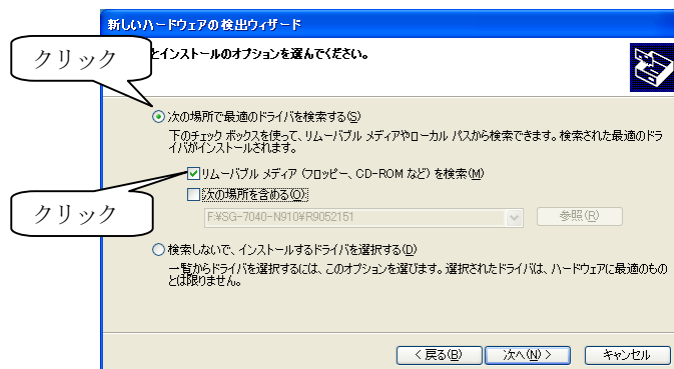 新しいハードウェアの検出ウィザード
クリック
とインストールのオプションを選んでください。
次の場所で最適のドライバを検索する(S)
下のチェック ボックスを使って、リムーバブル メディアやローカル パスから検索できます。検索された最適のドラ
イバがインストールされます。
リムーバブル メディア (フロッピー、CD-ROM など) を検索(M)
次の場所を含める(O):
クリック
F:¥SG-7040-N910¥R9052151
参照(R)
検索しないで、インストールするドライバを選択する(D)
一覧からドライバを選択するには、このオプションを選びます。選択されたドライバは、ハードウェアに最適のもの
とは限りません。
< 戻る(B)
次へ(N) >
キャンセル